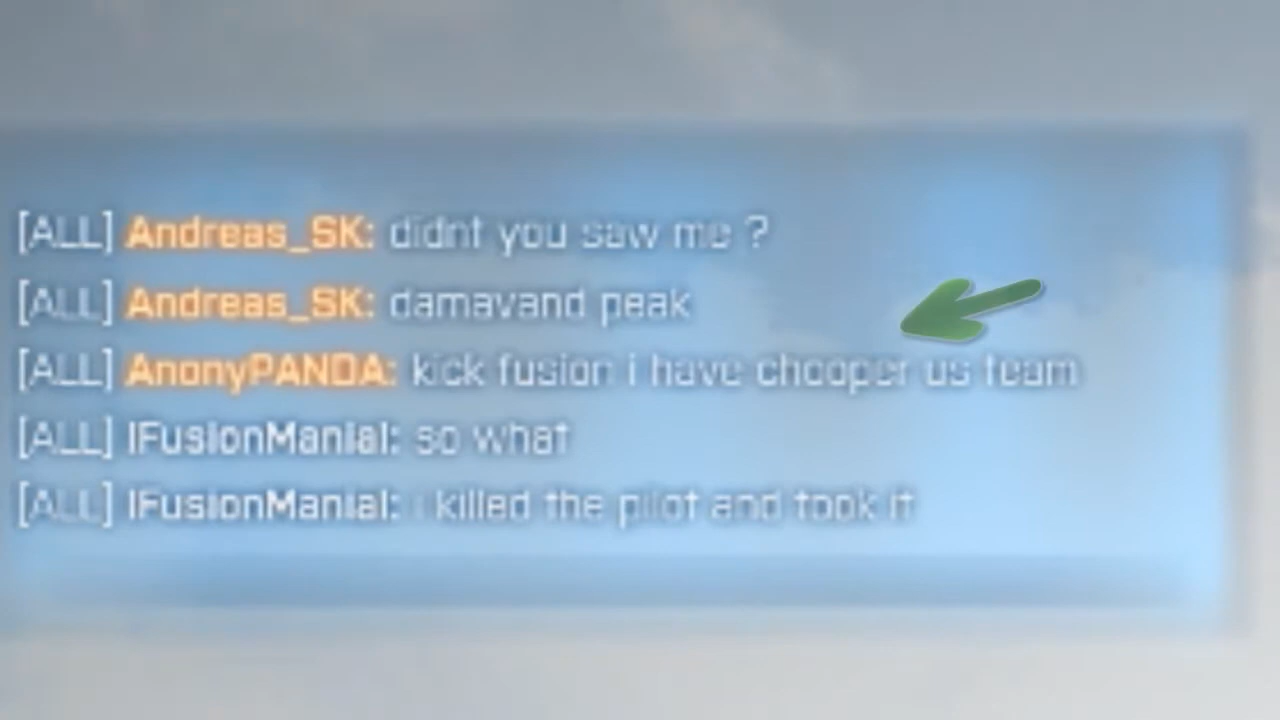 [ALL] Andreas_SK: didnt you saw me ?
[ALL] Andreas_SK: damavand peak
[ALL] AnonyPANDA: kick fusion i have chooper us team
[ALL] IFusionManiaI: so what
[ALL] IFusionManiaI: i killed the pilot and took it